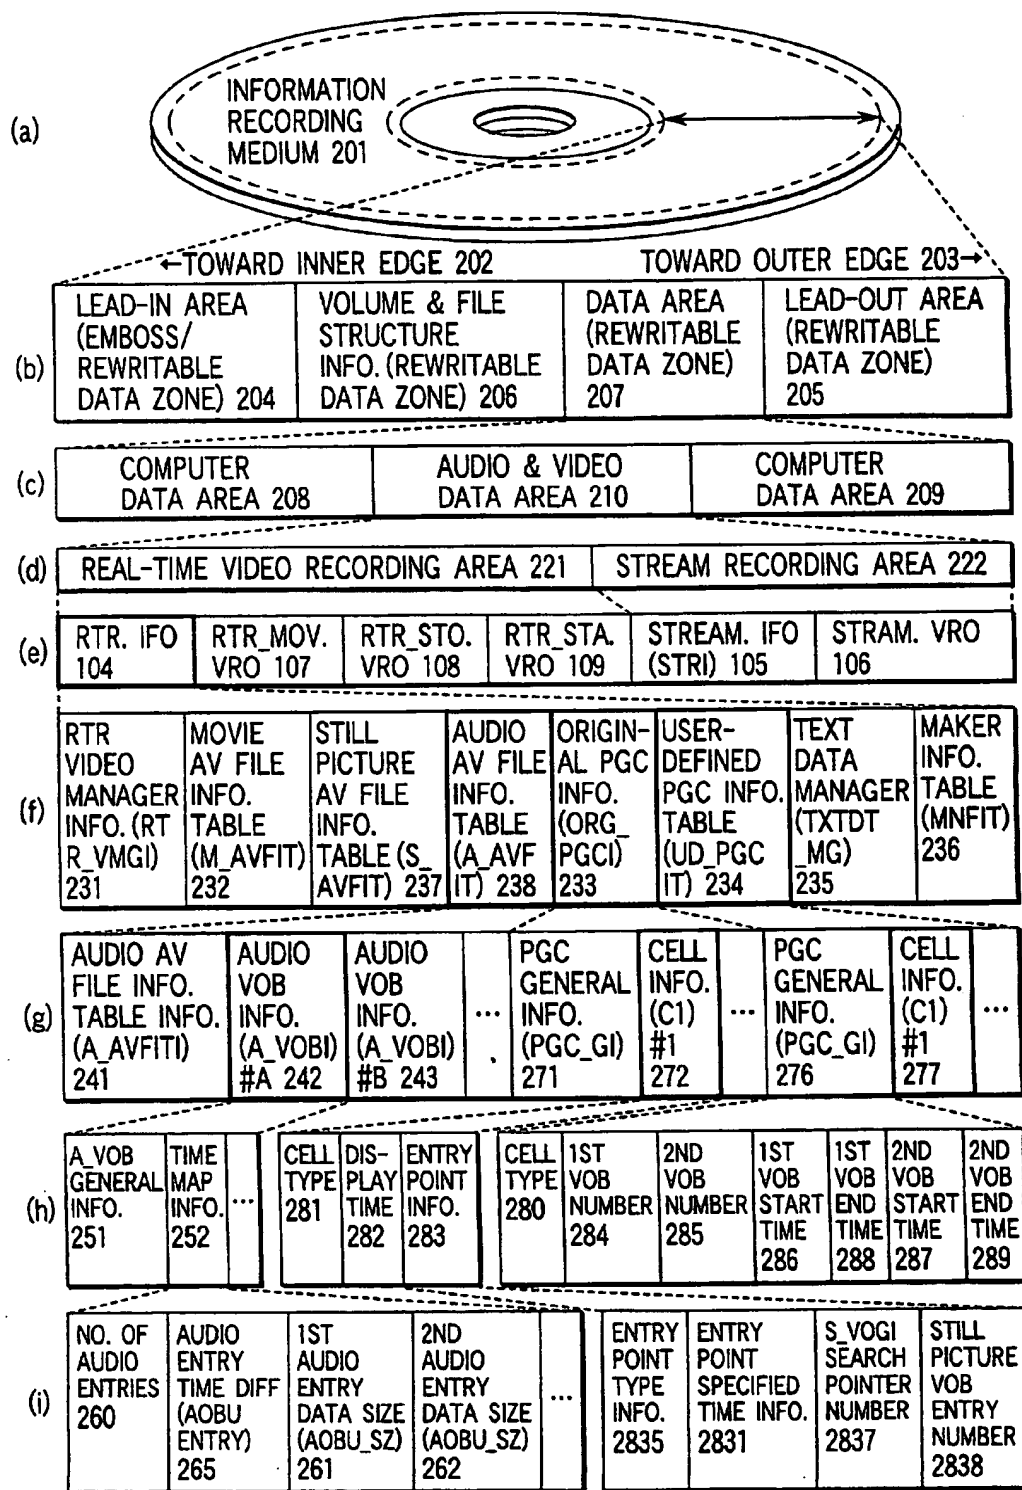 (a)
INFORMATION
RECORDING
MEDIUM 201
←TOWARD INNER EDGE 202
TOWARD OUTER EDGE 203→
(b)
LEAD-IN AREA
(EMBOSS/
REWRITABLE
DATA ZONE) 204
VOLUME & FILE
STRUCTURE
INFO. (REWRITABLE
DATA ZONE) 206
DATA AREA
(REWRITABLE
DATA ZONE)
207
LEAD-OUT AREA
(REWRITABLE
DATA ZONE)
205
(c)
COMPUTER
DATA AREA 208
AUDIO & VIDEO
DATA AREA 210
COMPUTER
DATA AREA 209
(d)
REAL-TIME VIDEO RECORDING AREA 221
STREAM RECORDING AREA 222
(e)
RTR. IFO
104
RTR_MOV.
VRO 107
RTR_STO.
VRO 108
RTR_STA.
VRO 109
STREAM. IFO
(STRI) 105
STRAM. VRO
106
(f)
RTR
VIDEO
MANAGER
INFO. (RT
R_VMGI)
231
MOVIE
AV FILE
INFO.
TABLE
(M_AVFIT)
232
STILL
PICTURE
AV FILE
INFO.
TABLE (S_
AVFIT) 237
AUDIO
AV FILE
INFO.
TABLE
(A_AVF
IT) 238
ORIGIN-
AL PGC
INFO.
(ORG_
PGCI)
233
USER-
DEFINED
PGC INFO.
TABLE
(UD_PGC
IT) 234
TEXT
DATA
MANAGER
(TXTDT
_MG)
235
MAKER
INFO.
TABLE
(MNFIT)
236
(g)
AUDIO AV
FILE INFO.
TABLE INFO.
(A_AVFITI)
241
AUDIO
VOB
INFO.
(A_VOBI)
#A 242
AUDIO
VOB
INFO.
(A_VOBI)
#B 243
...
PGC
GENERAL
INFO.
(PGC_GI)
271
CELL
INFO.
(C1)
#1
272
...
PGC
GENERAL
INFO.
(PGC_GI)
276
CELL
INFO.
(C1)
#1
277
...
(h)
A_VOB
GENERAL
INFO.
251
TIME
MAP
INFO.
252
...
CELL
TYPE
281
DIS-
PLAY
TIME
282
ENTRY
POINT
INFO.
283
CELL
TYPE
280
1ST
VOB
NUMBER
284
2ND
VOB
NUMBER
285
1ST
VOB
START
TIME
286
1ST
VOB
END
TIME
288
2ND
VOB
START
TIME
287
2ND
VOB
END
TIME
289
(i)
NO. OF
AUDIO
ENTRIES
260
AUDIO
ENTRY
TIME DIFF
(AOBU
ENTRY)
265
1ST
AUDIO
ENTRY
DATA SIZE
(AOBU_SZ)
261
2ND
AUDIO
ENTRY
DATA SIZE
(AOBU_SZ)
262
...
ENTRY
POINT
TYPE
INFO.
2835
ENTRY
POINT
SPECIFIED
TIME INFO.
2831
S_VOGI
SEARCH
POINTER
NUMBER
2837
STILL
PICTURE
VOB
ENTRY
NUMBER
2838